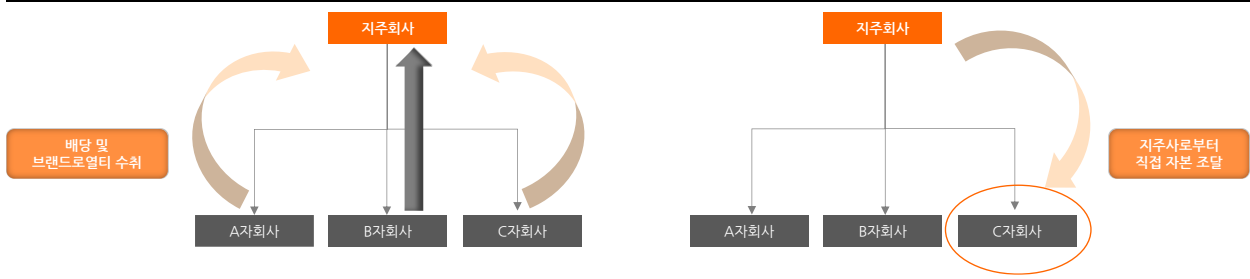 지주회사
배당 및
브랜드로열티 수취
A자회사
B자회사
C자회사
지주회사
지주사로부터
직접 자본 조달
A자회사
B자회사
C자회사